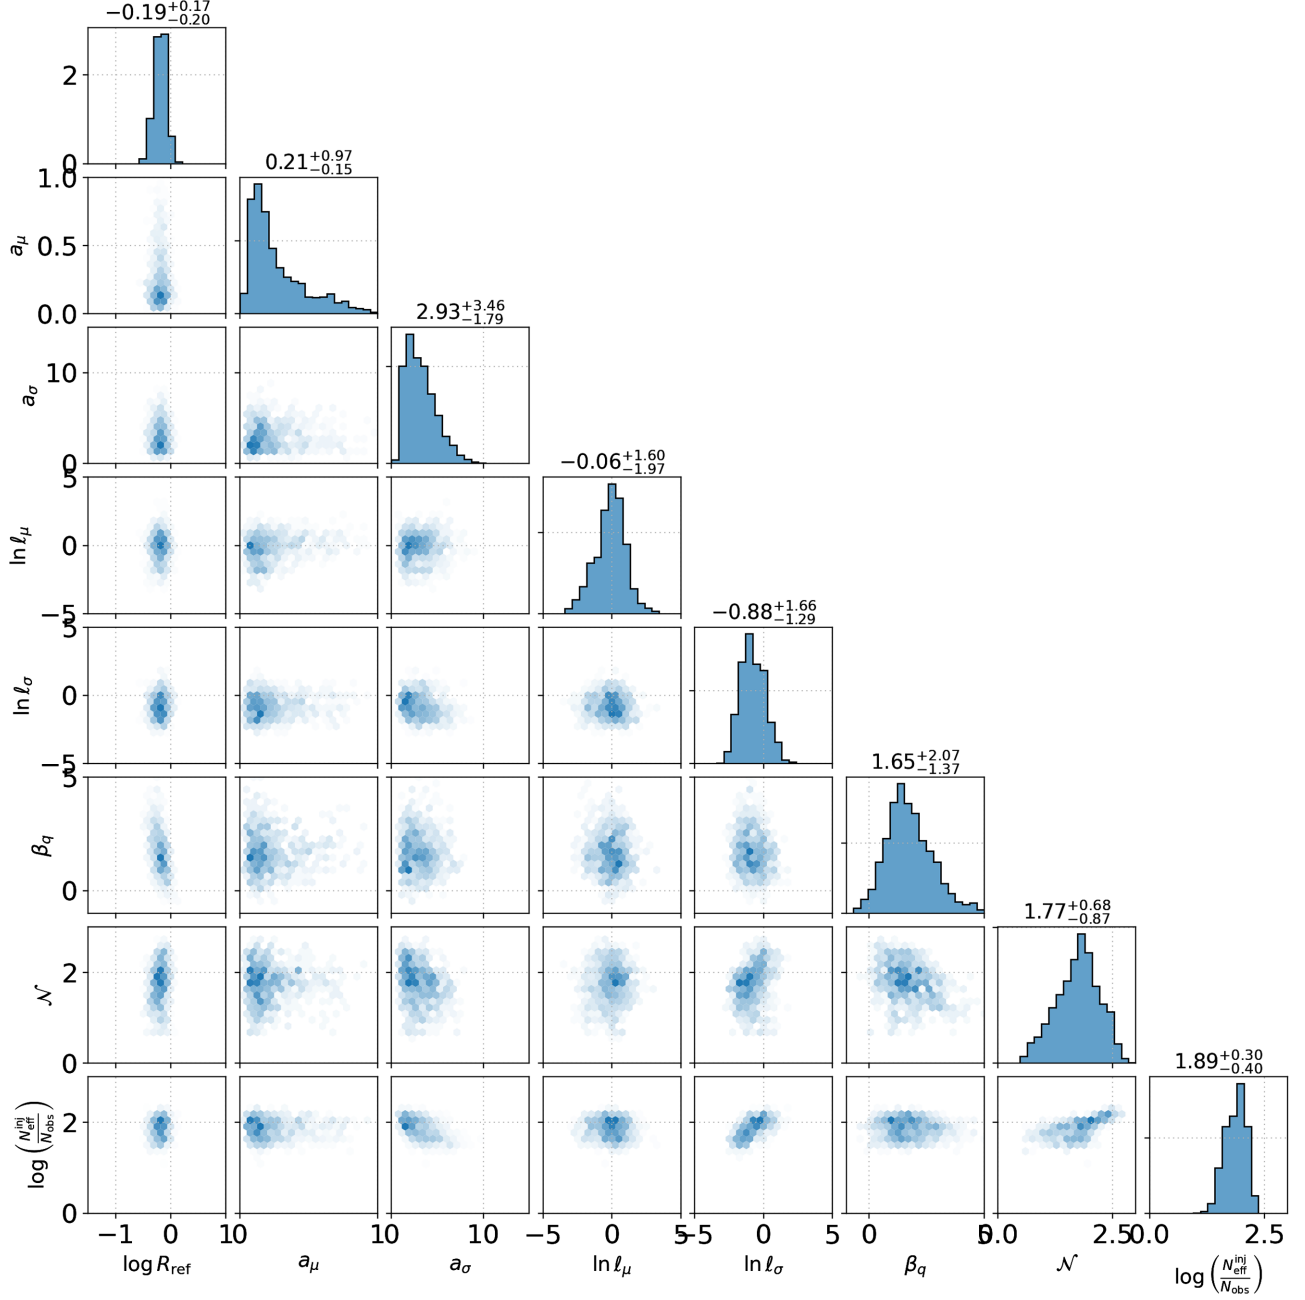 −0.19 +0.17 −0.20
2
0
0.21 +0.97 −0.15
1.0
a_μ 0.5
0.0
2.93 +3.46 −1.79
a_σ 10
0
−0.06 +1.60 −1.97
5
ln ℓ_μ 0
−5
−0.88 +1.66 −1.29
5
ln ℓ_σ 0
−5
1.65 +2.07 −1.37
5
β_q 0
1.77 +0.68 −0.87
𝒩 2
0
1.89 +0.30 −0.40
log (N_eff^inj / N_obs) 2
0
−1 0 1 0 10 10 −5 0 5 −5 0 5 0 5 0.0 2.5 0.0 2.5
log R_ref a_μ a_σ ln ℓ_μ ln ℓ_σ β_q 𝒩 log (N_eff^inj / N_obs)